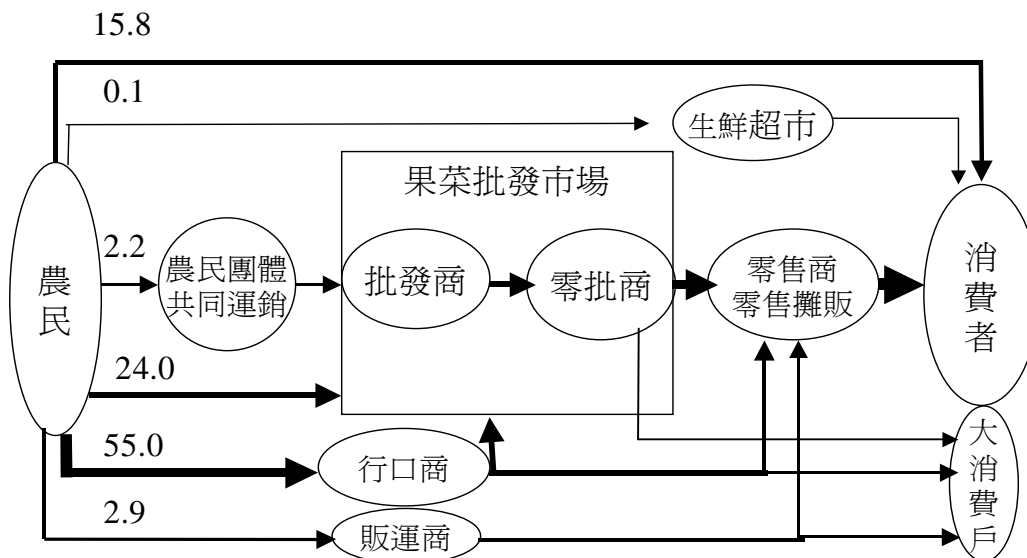 15.8
0.1
生鮮超市
果菜批發市場
農民
2.2
農民團體
共同運銷
批發商
零批商
零售商
零售攤販
消費者
24.0
55.0
行口商
大消費戶
2.9
販運商